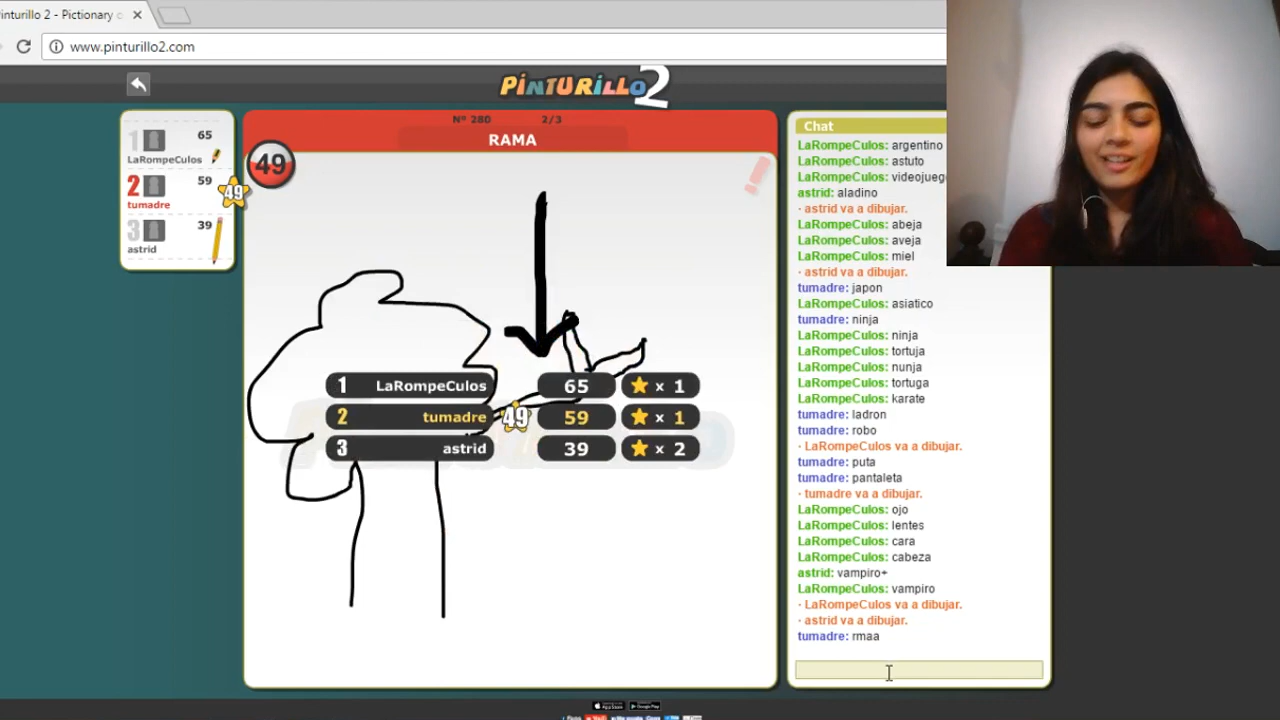 inturillo 2 - Pictionary
www.pinturillo2.com
PINTURILLO2
Nº 280 2/3
RAMA
49
1 65
LaRompeCulos
2 59
tumadre
49
3 39
astrid
1 LaRompeCulos 65 x 1
2 tumadre 49 59 x 1
3 astrid 39 x 2
Chat
LaRompeCulos: argentino
LaRompeCulos: astuto
LaRompeCulos: videojueg
astrid: aladino
· astrid va a dibujar.
LaRompeCulos: abeja
LaRompeCulos: aveja
LaRompeCulos: miel
· astrid va a dibujar.
tumadre: japon
LaRompeCulos: asiatico
tumadre: ninja
LaRompeCulos: ninja
LaRompeCulos: tortuja
LaRompeCulos: nunja
LaRompeCulos: tortuga
LaRompeCulos: karate
tumadre: ladron
tumadre: robo
· LaRompeCulos va a dibujar.
tumadre: puta
tumadre: pantaleta
· tumadre va a dibujar.
LaRompeCulos: ojo
LaRompeCulos: lentes
LaRompeCulos: cara
LaRompeCulos: cabeza
astrid: vampiro+
LaRompeCulos: vampiro
· LaRompeCulos va a dibujar.
· astrid va a dibujar.
tumadre: rmaa